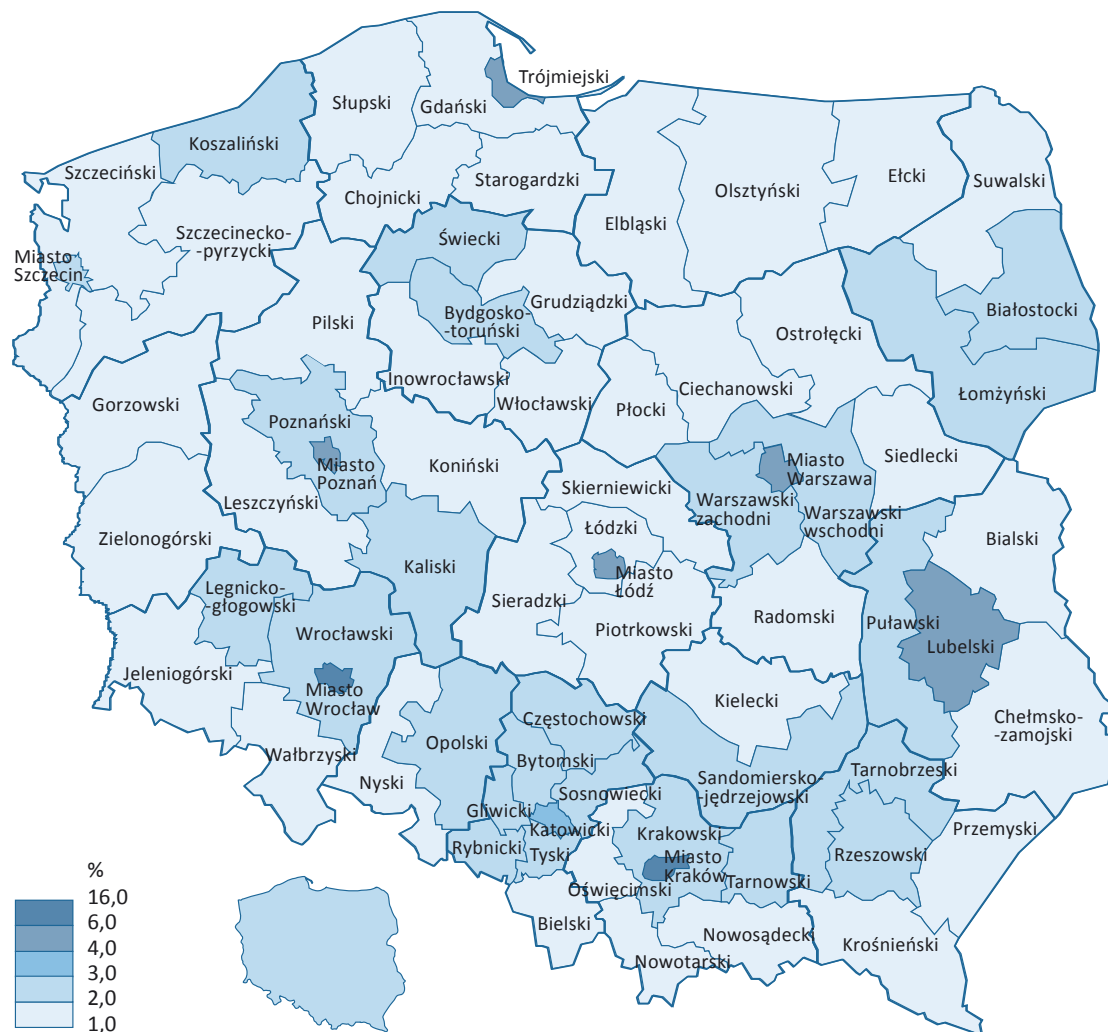 Trójmiejski
Słupski
Gdański
Koszaliński
Szczeciński
Starogardzki
Ełcki
Suwalski
Chojnicki
Olsztyński
Elbląski
Szczecinecko-
-pyrzycki
Świecki
Miasto
Szczecin
Grudziądzki
Bydgosko-
-toruński
Białostocki
Pilski
Ostrołęcki
Inowrocławski
Ciechanowski
Łomżyński
Gorzowski
Włocławski
Płocki
Poznański
Miasto
Poznań
Koniński
Miasto
Warszawa
Siedlecki
Skierniewicki
Warszawski
zachodni
Warszawski
wschodni
Leszczyński
Zielonogórski
Łódzki
Bialski
Kaliski
Miasto
Łódź
Legnicko-
-głogowski
Sieradzki
Radomski
Puławski
Piotrkowski
Wrocławski
Lubelski
Jeleniogórski
Miasto
Wrocław
Kielecki
Chełmsko-
-zamojski
Częstochowski
Opolski
Wałbrzyski
Bytomski
Tarnobrzeski
Nyski
Sandomiersko-
-jędrzejowski
Sosnowiecki
Gliwicki
Katowicki
Krakowski
Przemyski
Rybnicki
Tyski
Miasto
Kraków
Rzeszowski
Oświęcimski
Tarnowski
Bielski
Nowosądecki
Krośnieński
Nowotarski
%
16,0
6,0
4,0
3,0
2,0
1,0